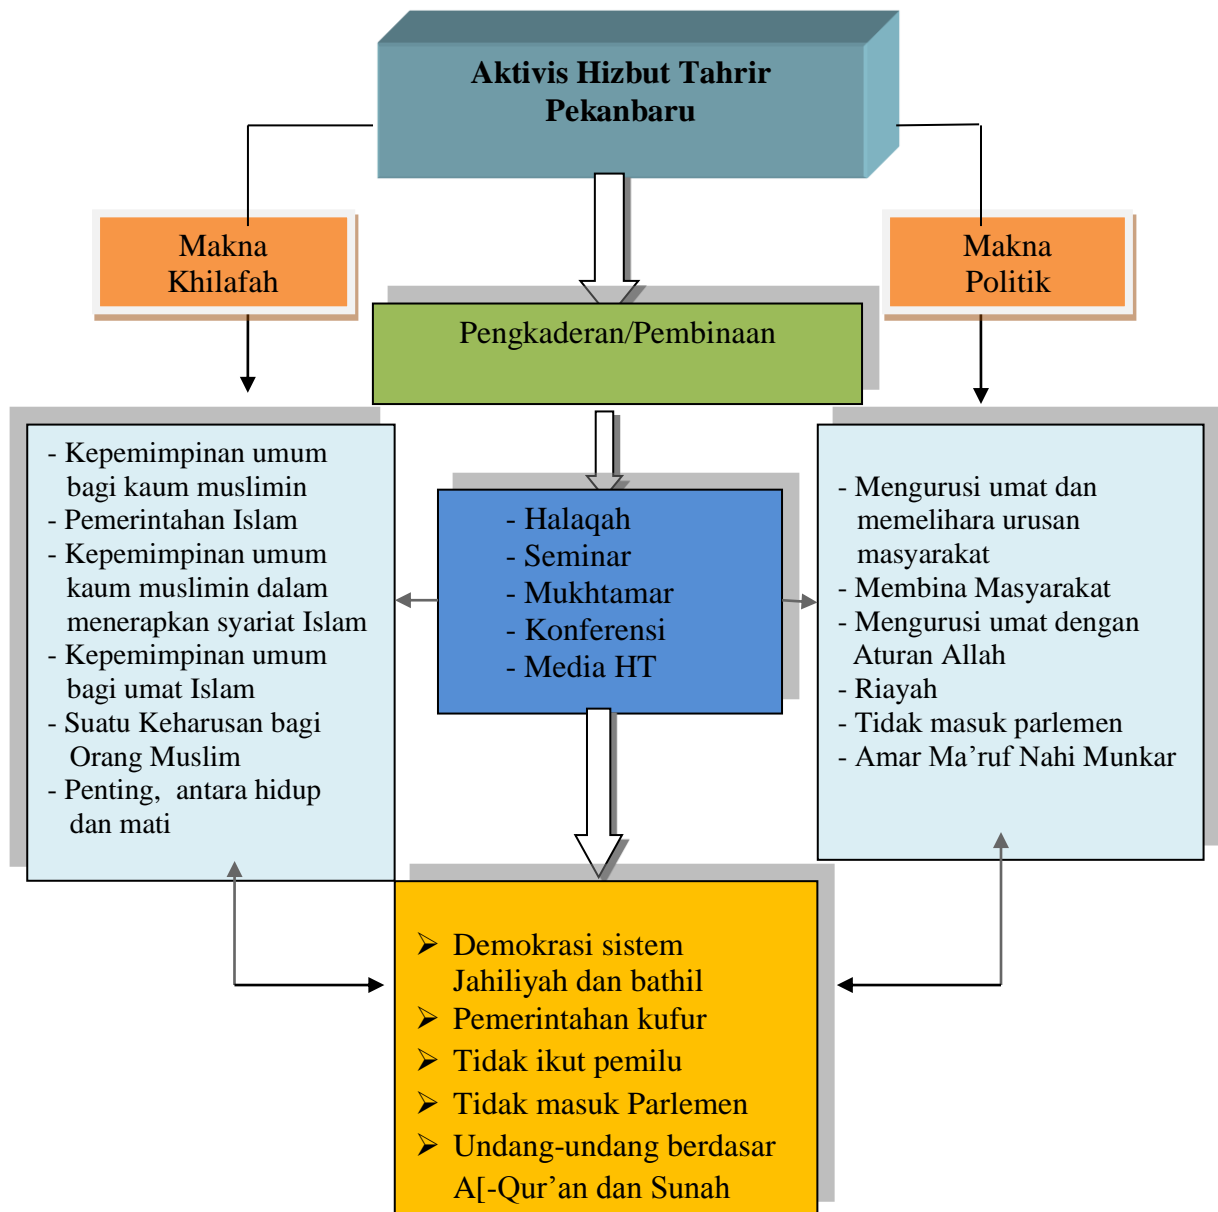 Aktivis Hizbut Tahrir
Pekanbaru
Makna
Khilafah
Makna
Politik
Pengkaderan/Pembinaan
- Kepemimpinan umum
bagi kaum muslimin
- Pemerintahan Islam
- Kepemimpinan umum
kaum muslimin dalam
menerapkan syariat Islam
- Kepemimpinan umum
bagi umat Islam
- Suatu Keharusan bagi
Orang Muslim
- Penting, antara hidup
dan mati
- Halaqah
- Seminar
- Mukhtamar
- Konferensi
- Media HT
- Mengurusi umat dan
memelihara urusan
masyarakat
- Membina Masyarakat
- Mengurusi umat dengan
Aturan Allah
- Riayah
- Tidak masuk parlemen
- Amar Ma’ruf Nahi Munkar
➢ Demokrasi sistem
Jahiliyah dan bathil
➢ Pemerintahan kufur
➢ Tidak ikut pemilu
➢ Tidak masuk Parlemen
➢ Undang-undang berdasar
A[-Qur’an dan Sunah